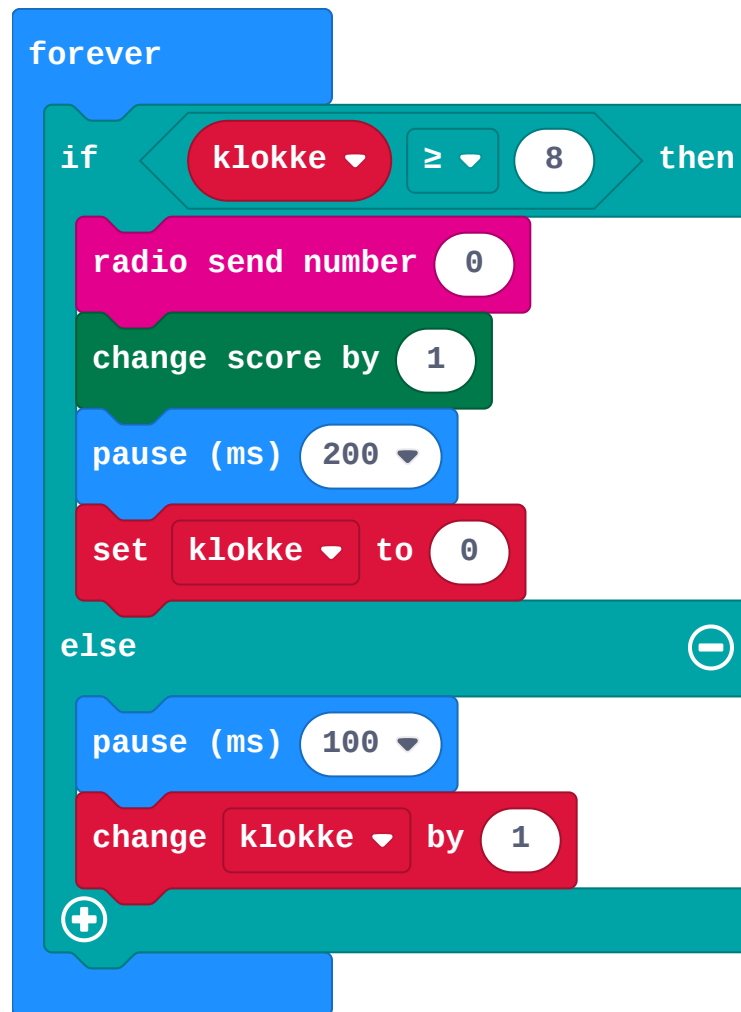 forever
if klokke ≥ 8 then
radio send number 0
change score by 1
pause (ms) 200
set klokke to 0
else
pause (ms) 100
change klokke by 1